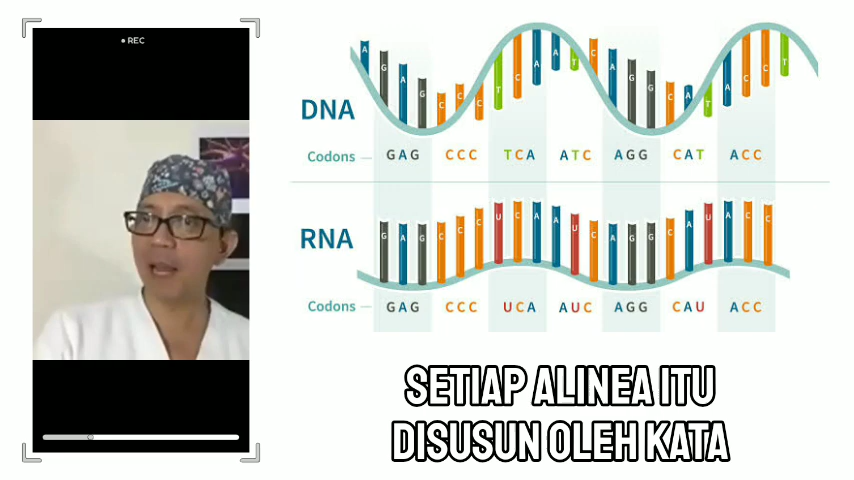 • REC
A G A G C C C T C A A T C A G G C A T A C C T
DNA
Codons GAG CCC TCA ATC AGG CAT ACC
G A G C C C U C A A U C A G G C A U A C C
RNA
Codons GAG CCC UCA AUC AGG CAU ACC
SETIAP ALINEA ITU
DISUSUN OLEH KATA